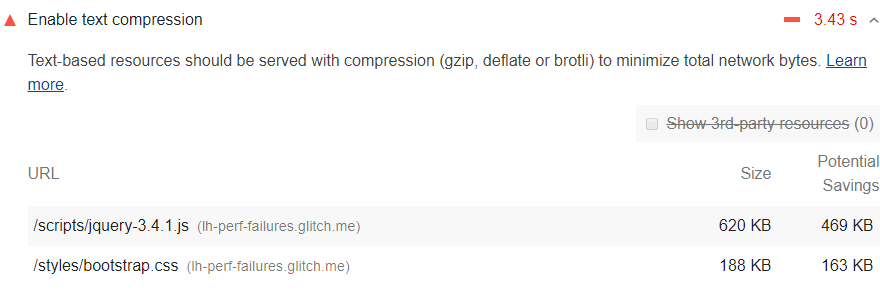 Enable text compression 3.43 s
Text-based resources should be served with compression (gzip, deflate or brotli) to minimize total network bytes. Learn
more.
Show 3rd-party resources (0)
URL Size Potential Savings
/scripts/jquery-3.4.1.js (lh-perf-failures.glitch.me) 620 KB 469 KB
/styles/bootstrap.css (lh-perf-failures.glitch.me) 188 KB 163 KB